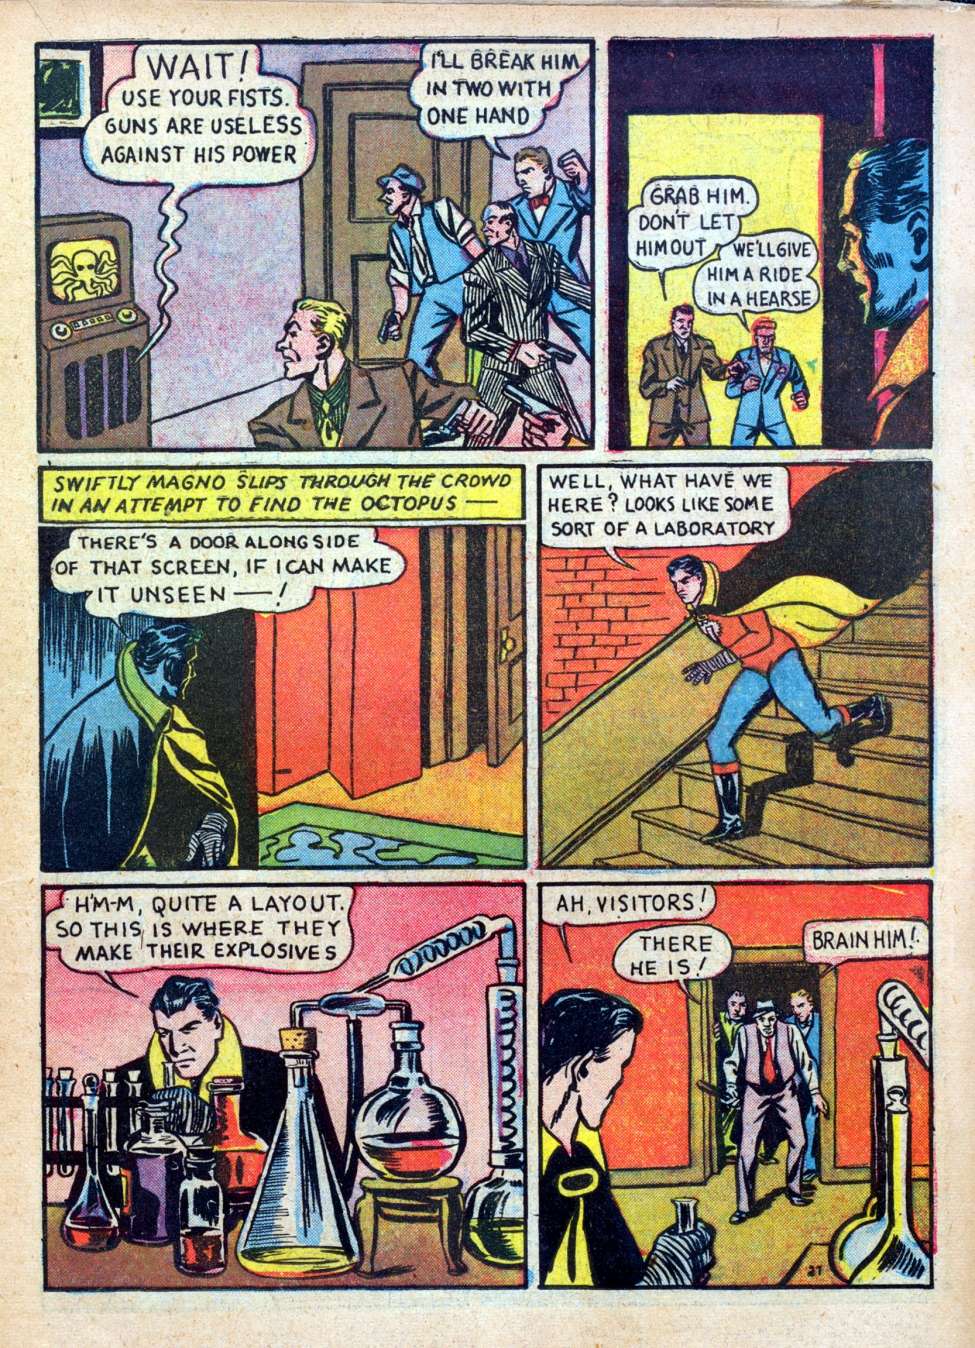 WAIT!
USE YOUR FISTS.
GUNS ARE USELESS
AGAINST HIS POWER
I'LL BREAK HIM
IN TWO WITH
ONE HAND
GRAB HIM.
DON'T LET
HIM OUT
WE'LL GIVE
HIM A RIDE
IN A HEARSE
SWIFTLY MAGNO SLIPS THROUGH THE CROWD
IN AN ATTEMPT TO FIND THE OCTOPUS —
THERE'S A DOOR ALONGSIDE
OF THAT SCREEN, IF I CAN MAKE
IT UNSEEN — !
WELL, WHAT HAVE WE
HERE? LOOKS LIKE SOME
SORT OF A LABORATORY
H'M-M, QUITE A LAYOUT.
SO THIS IS WHERE THEY
MAKE THEIR EXPLOSIVES
AH, VISITORS!
THERE
HE IS!
BRAIN HIM!
27